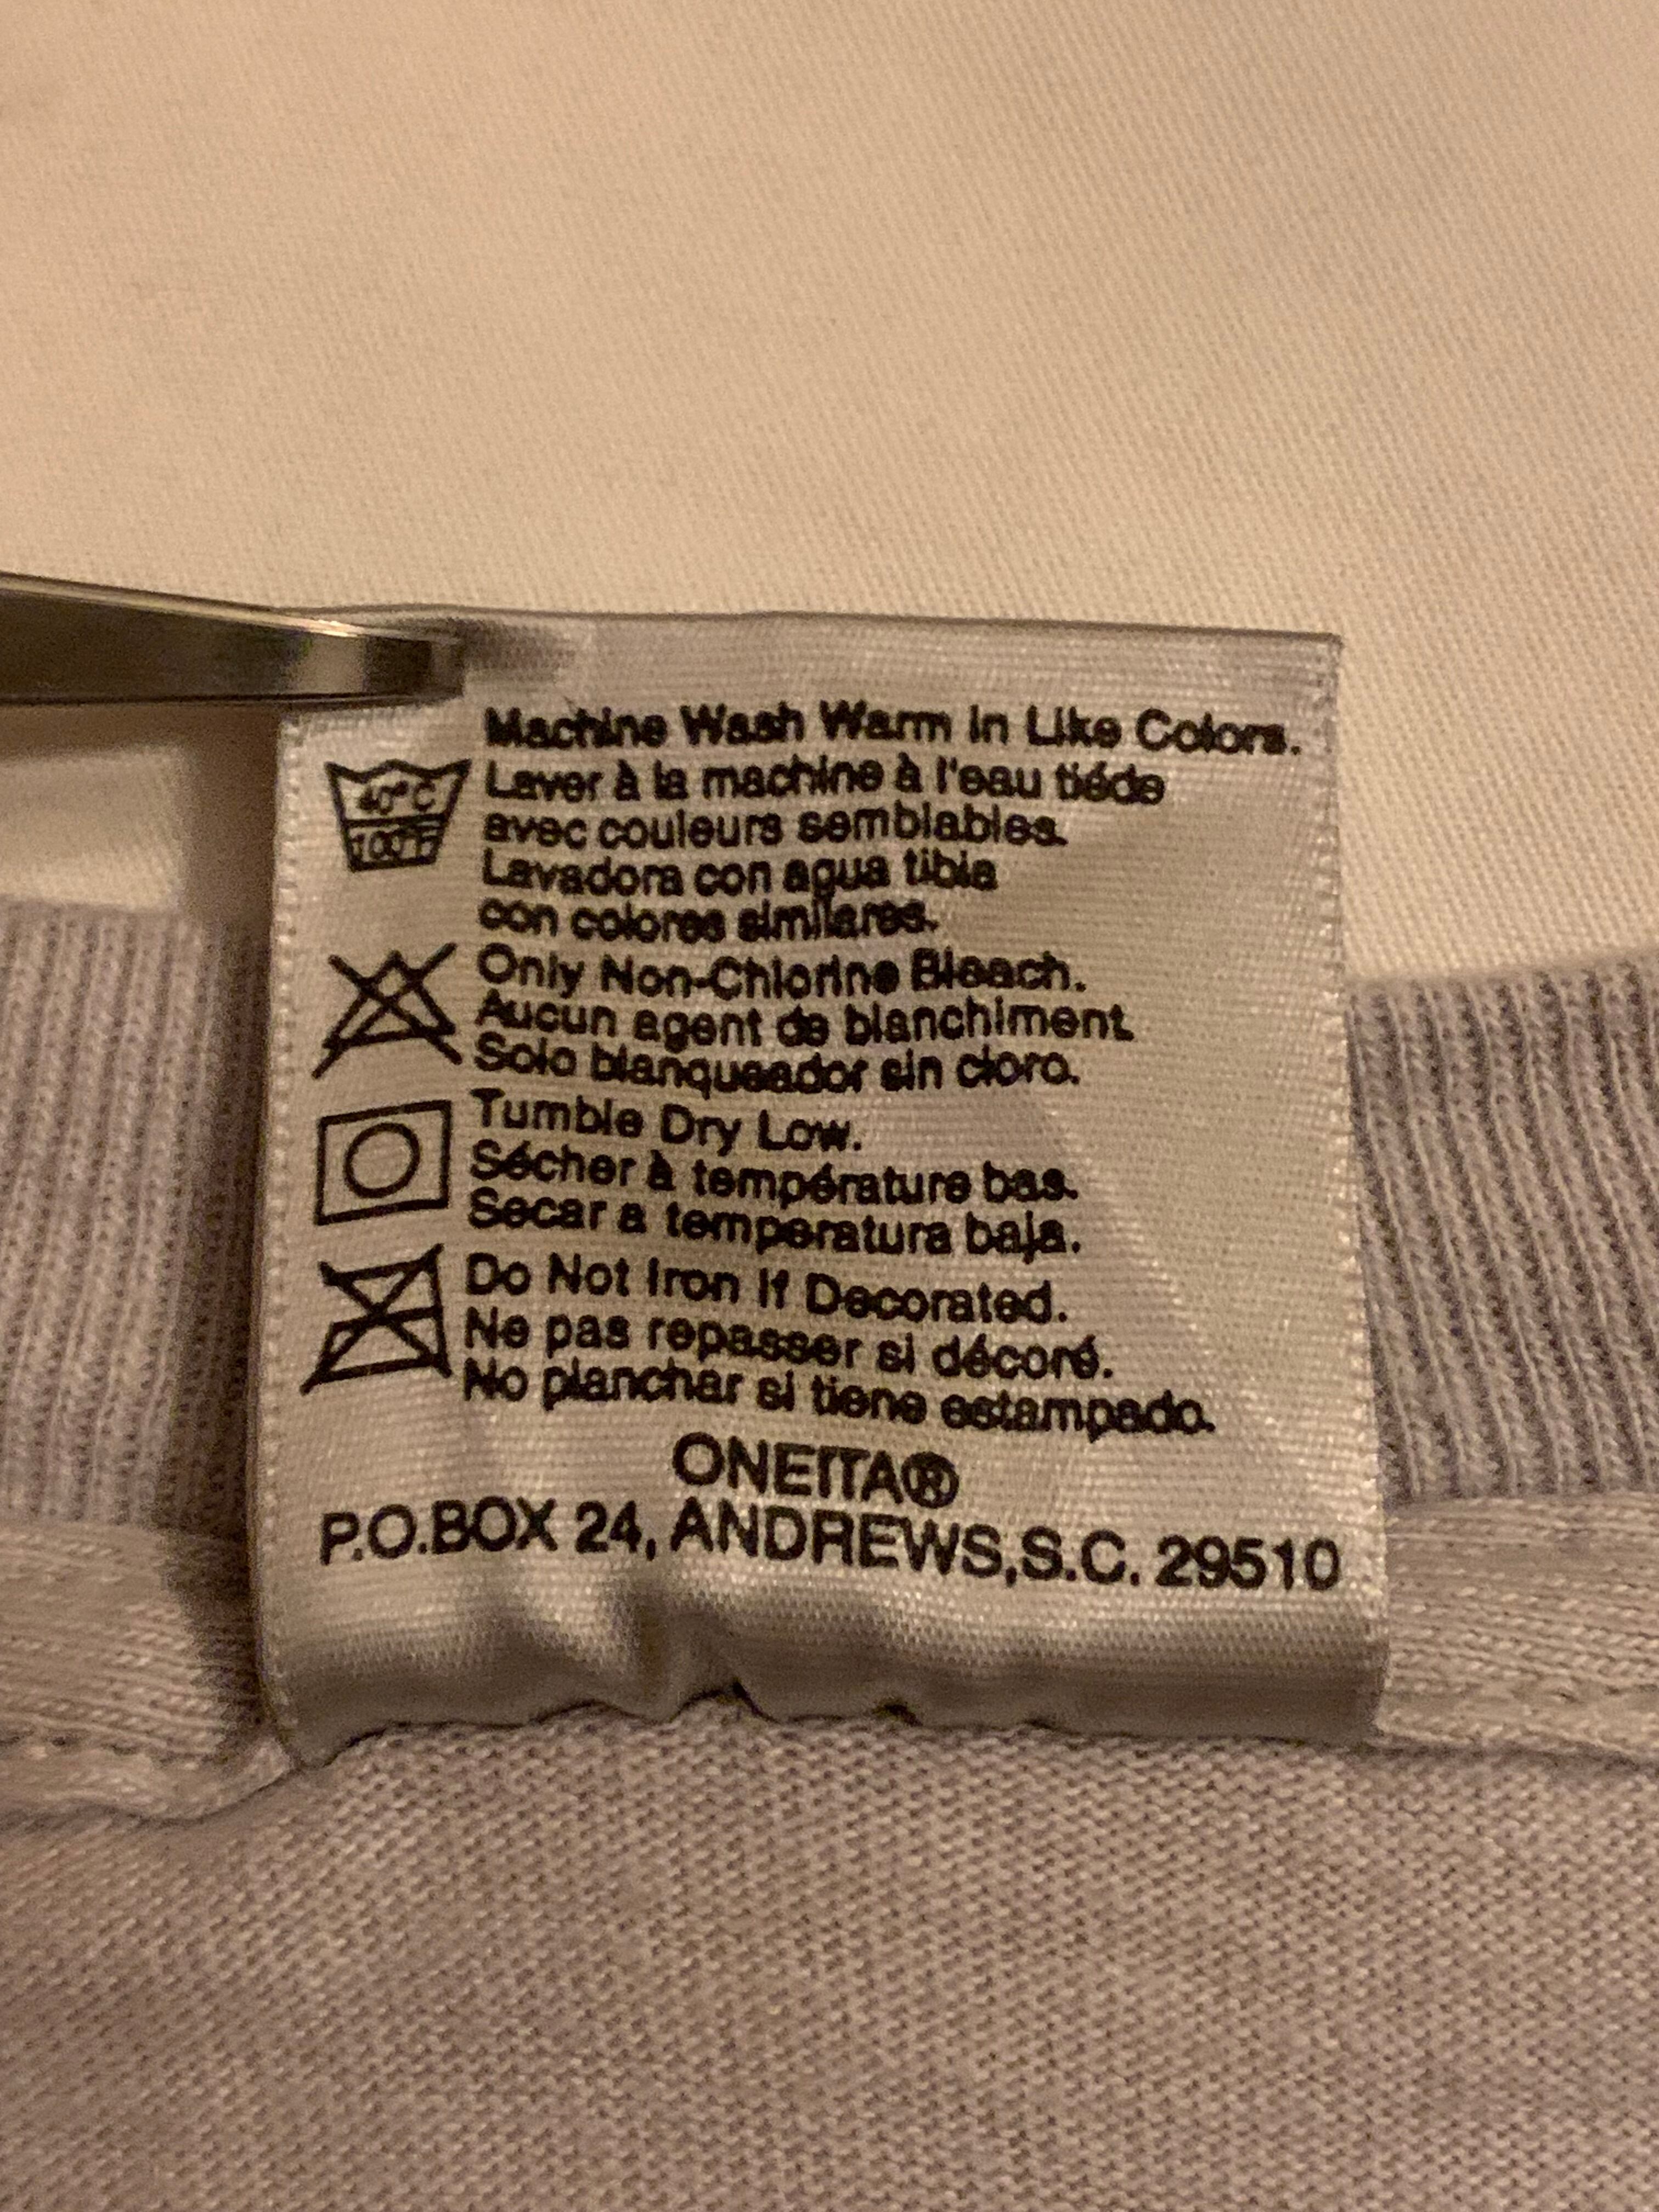 Machine Wash Warm In Like Colors.
40°C
100°F
Laver à la machine à l'eau tiéde
avec couleurs semblables.
Lavadora con agua tibia
con colores similares.
Only Non-Chlorine Bleach.
Aucun agent de blanchiment
Solo blanqueador sin cloro.
Tumble Dry Low.
Sécher à température bas.
Secar a temperatura baja.
Do Not Iron If Decorated.
Ne pas repasser si décoré.
No planchar si tiene estampado.
ONEITA®
P.O.BOX 24, ANDREWS,S.C. 29510